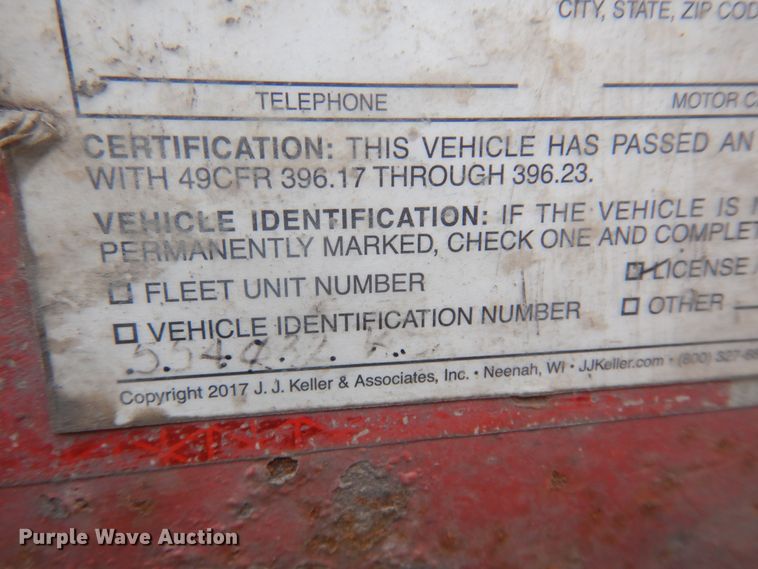 CITY, STATE, ZIP COD
TELEPHONE
MOTOR C
CERTIFICATION: THIS VEHICLE HAS PASSED AN
WITH 49CFR 396.17 THROUGH 396.23.
VEHICLE IDENTIFICATION: IF THE VEHICLE IS N
PERMANENTLY MARKED, CHECK ONE AND COMPLET
FLEET UNIT NUMBER
LICENSE
VEHICLE IDENTIFICATION NUMBER
OTHER
Copyright 2017 J. J. Keller & Associates, Inc. • Neenah, WI • JJKeller.com • (800) 327-68
Purple Wave Auction